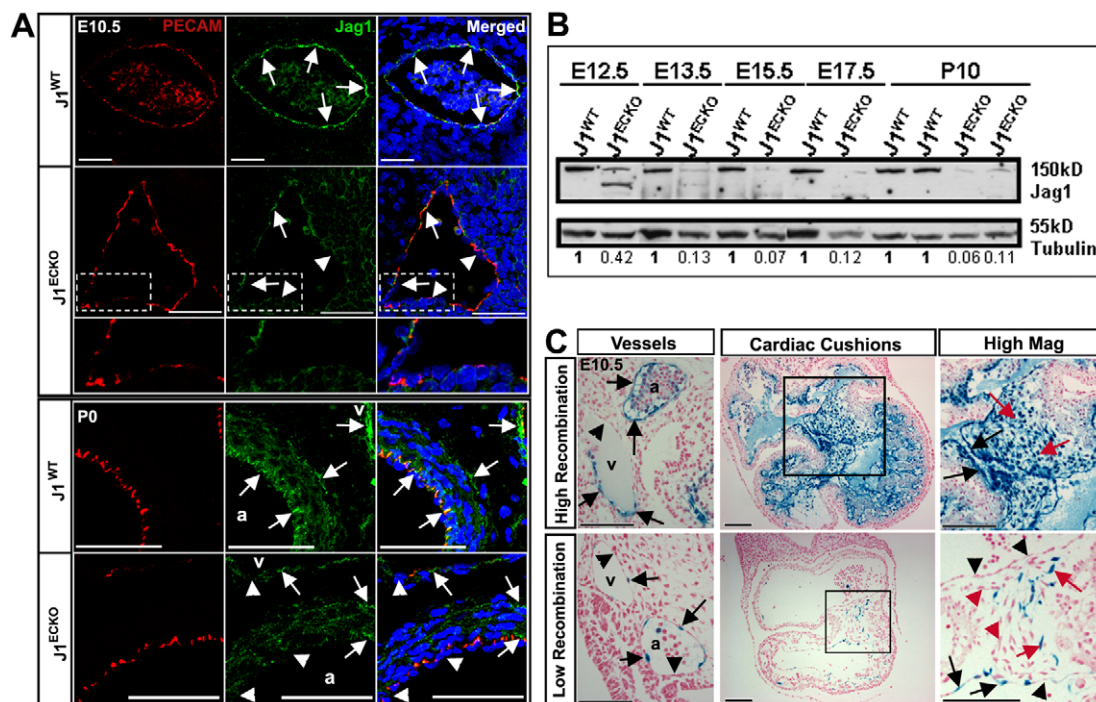 A
E10.5 PECAM Jag1 Merged
J1WT
J1ECKO
P0
v
J1WT
a
v
J1ECKO
a
B
E12.5 E13.5 E15.5 E17.5 P10
J1WT J1ECKO J1WT J1ECKO J1WT J1ECKO J1WT J1ECKO J1WT J1WT J1ECKO J1ECKO
150kD
Jag1
55kD
Tubulin
1 0.42 1 0.13 1 0.07 1 0.12 1 1 0.06 0.11
C
Vessels Cardiac Cushions High Mag
High Recombination
E10.5
a
v
Low Recombination
v
a